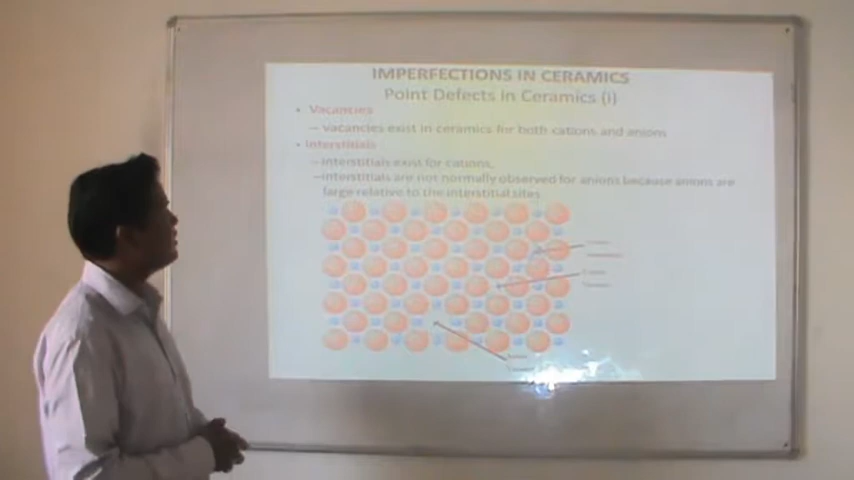 IMPERFECTIONS IN CERAMICS
Point Defects in Ceramics (i)
• Vacancies
– vacancies exist in ceramics for both cations and anions
• Interstitials
–interstitials exist for cations,
–interstitials are not normally observed for anions because anions are
large relative to the interstitial sites